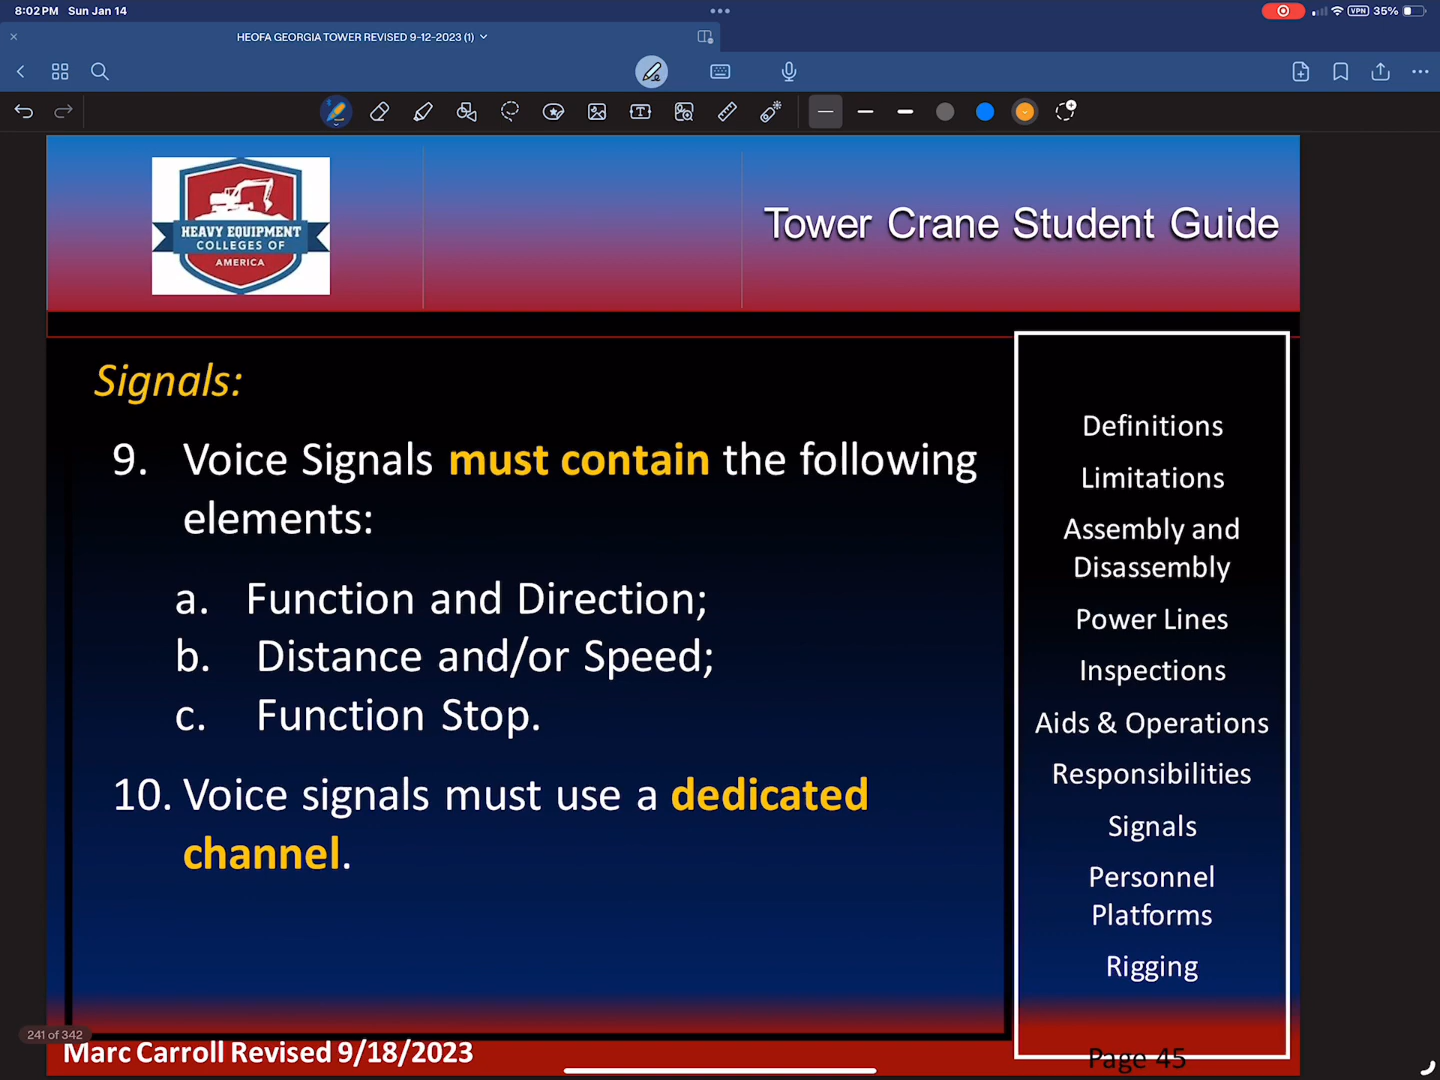 8:02 PM Sun Jan 14
VPN 35%
HEOFA GEORGIA TOWER REVISED 9-12-2023 (1)
HEAVY EQUIPMENT
COLLEGES OF
AMERICA
Tower Crane Student Guide
Signals:
9. Voice Signals must contain the following
elements:
a. Function and Direction;
b. Distance and/or Speed;
c. Function Stop.
10. Voice signals must use a dedicated
channel.
Definitions
Limitations
Assembly and
Disassembly
Power Lines
Inspections
Aids & Operations
Responsibilities
Signals
Personnel
Platforms
Rigging
241 of 342
Marc Carroll Revised 9/18/2023
Page 45